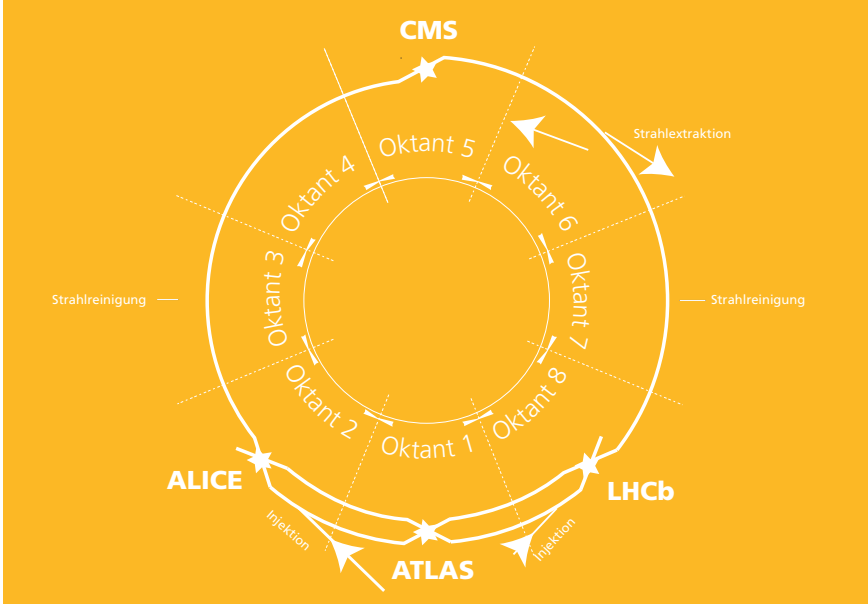 CMS
Strahlextraktion
Oktant 5
Oktant 4
Oktant 6
Oktant 3
Oktant 7
Strahlreinigung
Strahlreinigung
Oktant 2
Oktant 8
Oktant 1
ALICE
LHCb
Injektion
Injektion
ATLAS